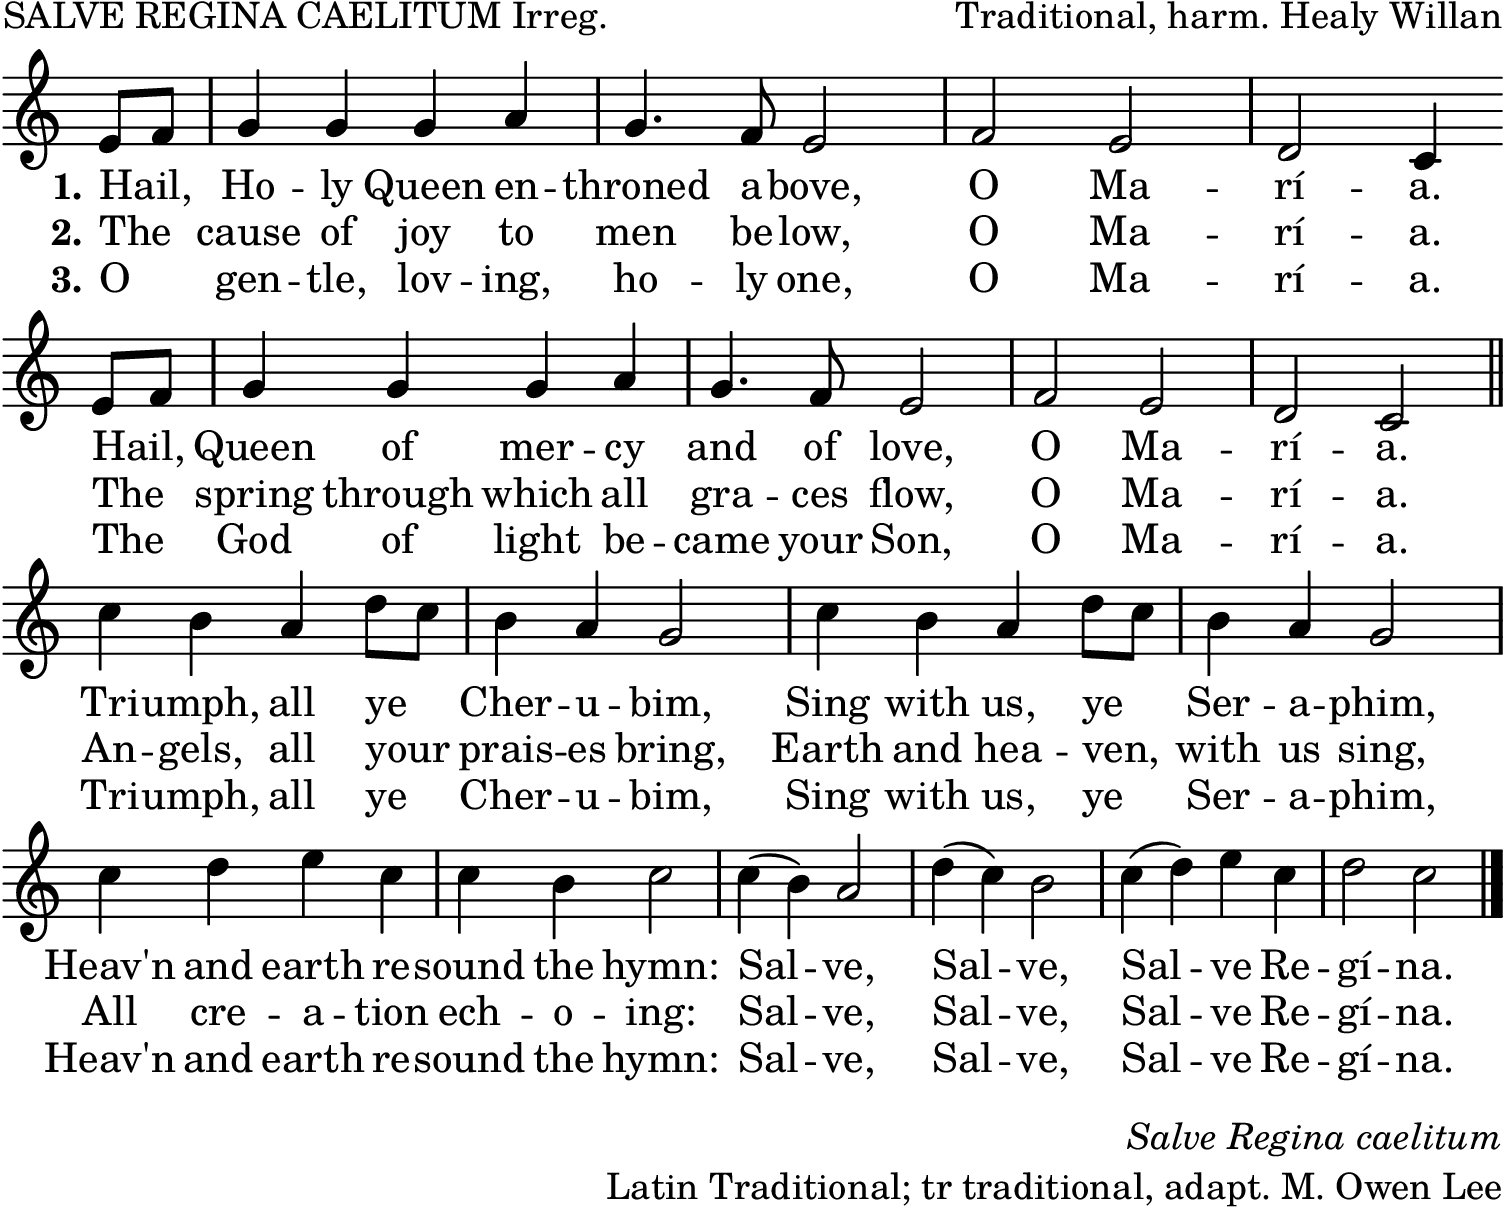 SALVE REGINA CAELITUM Irreg. Traditional, harm. Healy Willan
1. Hail, Ho -- ly Queen en -- throned a -- bove, O Ma -- rí -- a.
2. The cause of joy to men be -- low, O Ma -- rí -- a.
3. O gen -- tle, lov -- ing, ho -- ly one, O Ma -- rí -- a.
Hail, Queen of mer -- cy and of love, O Ma -- rí -- a.
The spring through which all gra -- ces flow, O Ma -- rí -- a.
The God of light be -- came your Son, O Ma -- rí -- a.
Triumph, all ye Cher -- u -- bim, Sing with us, ye Ser -- a -- phim,
An -- gels, all your prais -- es bring, Earth and hea -- ven, with us sing,
Triumph, all ye Cher -- u -- bim, Sing with us, ye Ser -- a -- phim,
Heav'n and earth resound the hymn: Sal -- ve, Sal -- ve, Sal -- ve Re -- gí -- na.
All cre -- a -- tion ech -- o -- ing: Sal -- ve, Sal -- ve, Sal -- ve Re -- gí -- na.
Heav'n and earth resound the hymn: Sal -- ve, Sal -- ve, Sal -- ve Re -- gí -- na.
Salve Regina caelitum
Latin Traditional; tr traditional, adapt. M. Owen Lee